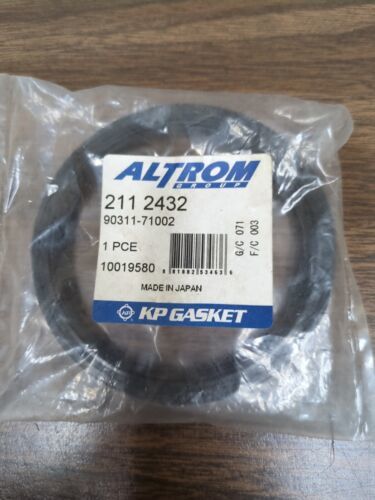 ALTROM
GROUP
211 2432
90311-71002
1 PCE
10019580
MADE IN JAPAN
G/C 071
F/C 003
KP GASKET